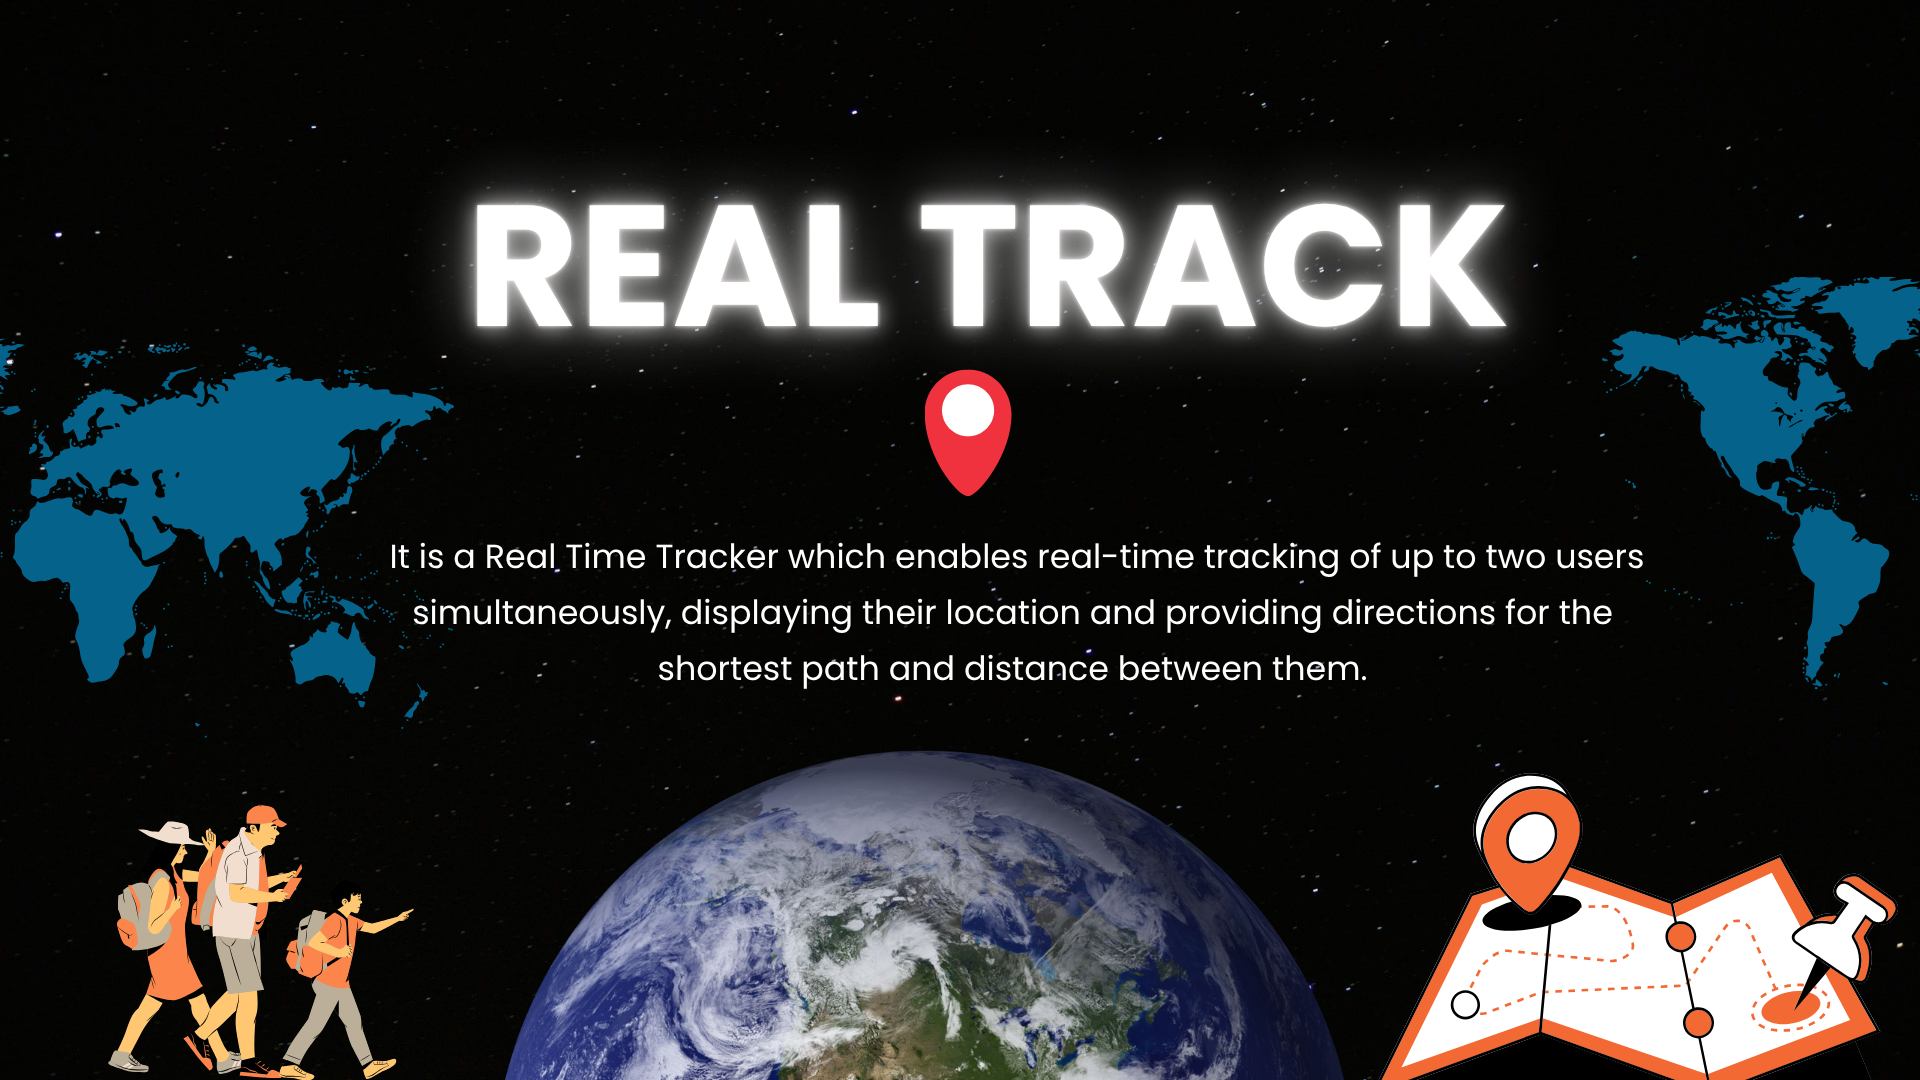 REAL TRACK
It is a Real Time Tracker which enables real-time tracking of up to two users
simultaneously, displaying their location and providing directions for the
shortest path and distance between them.